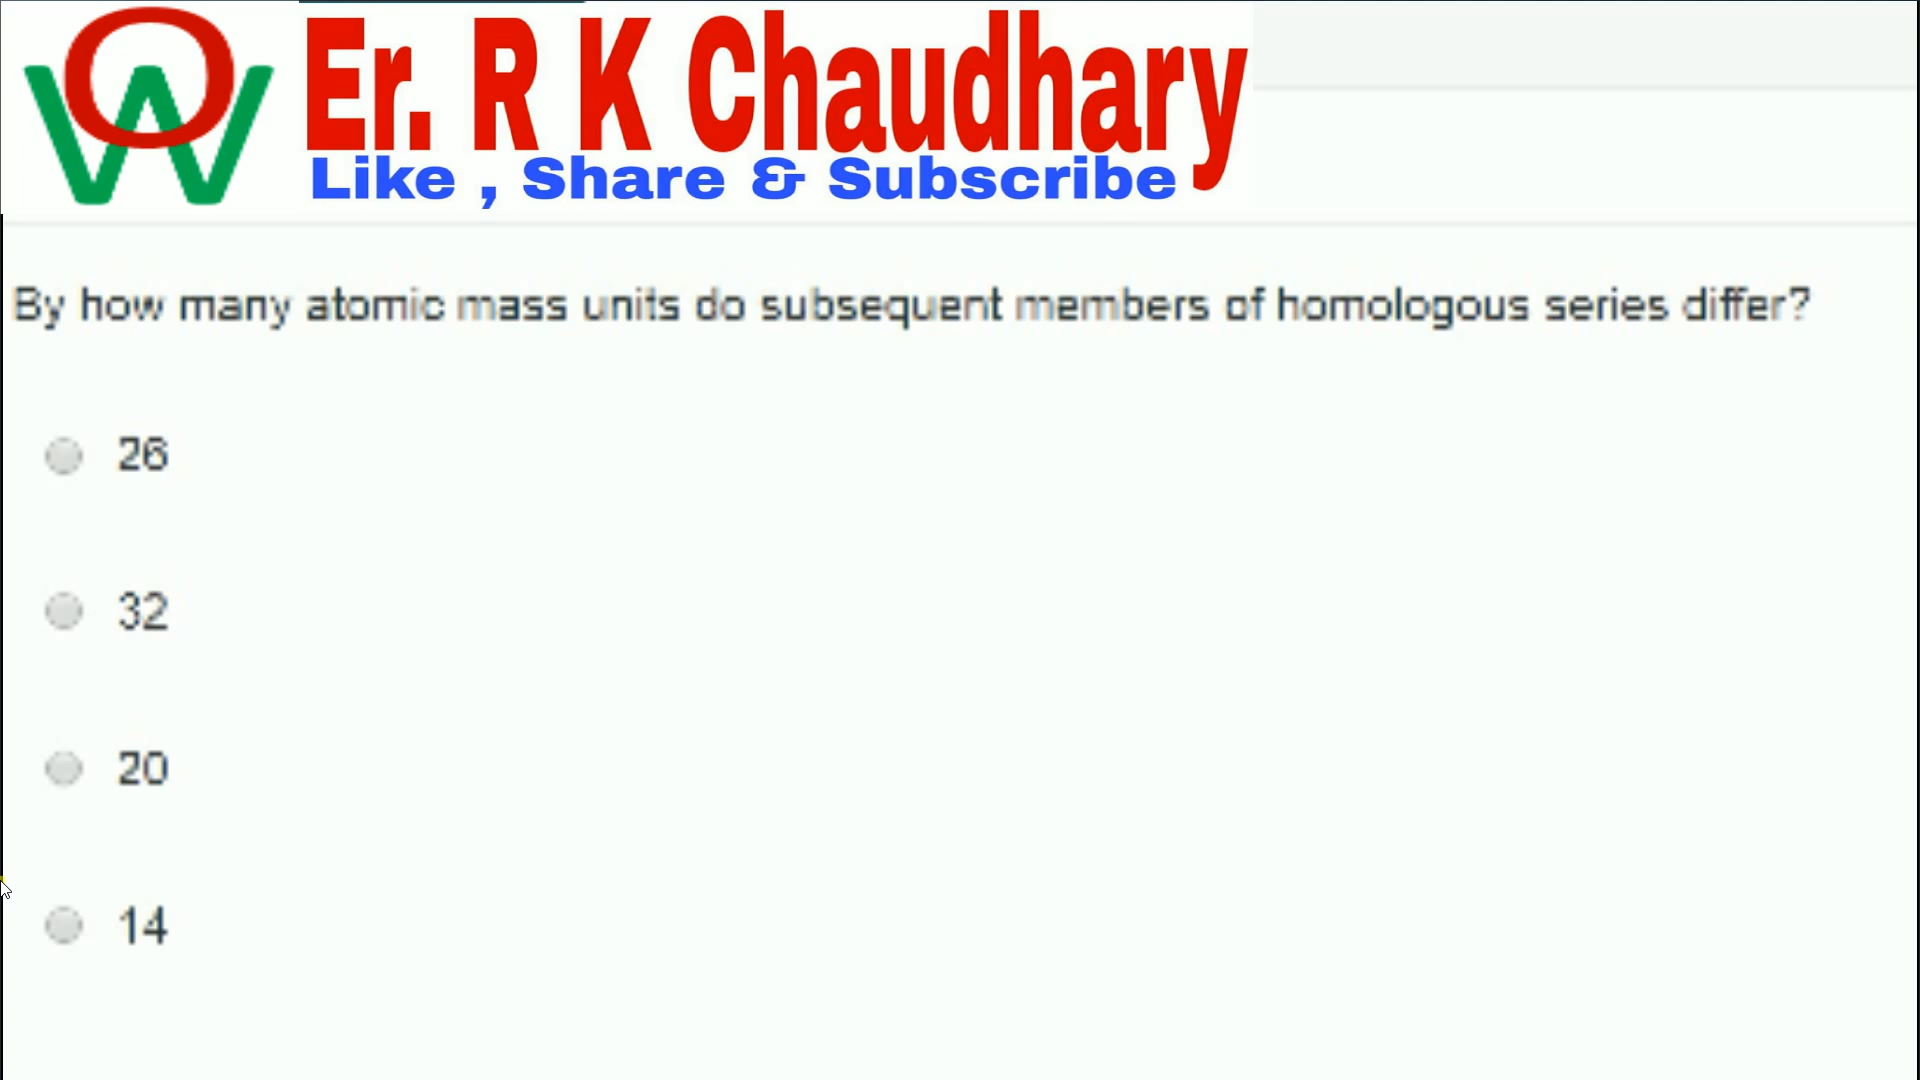 OW
Er. R K Chaudhary
Like , Share & Subscribe
By how many atomic mass units do subsequent members of homologous series differ?
26
32
20
14